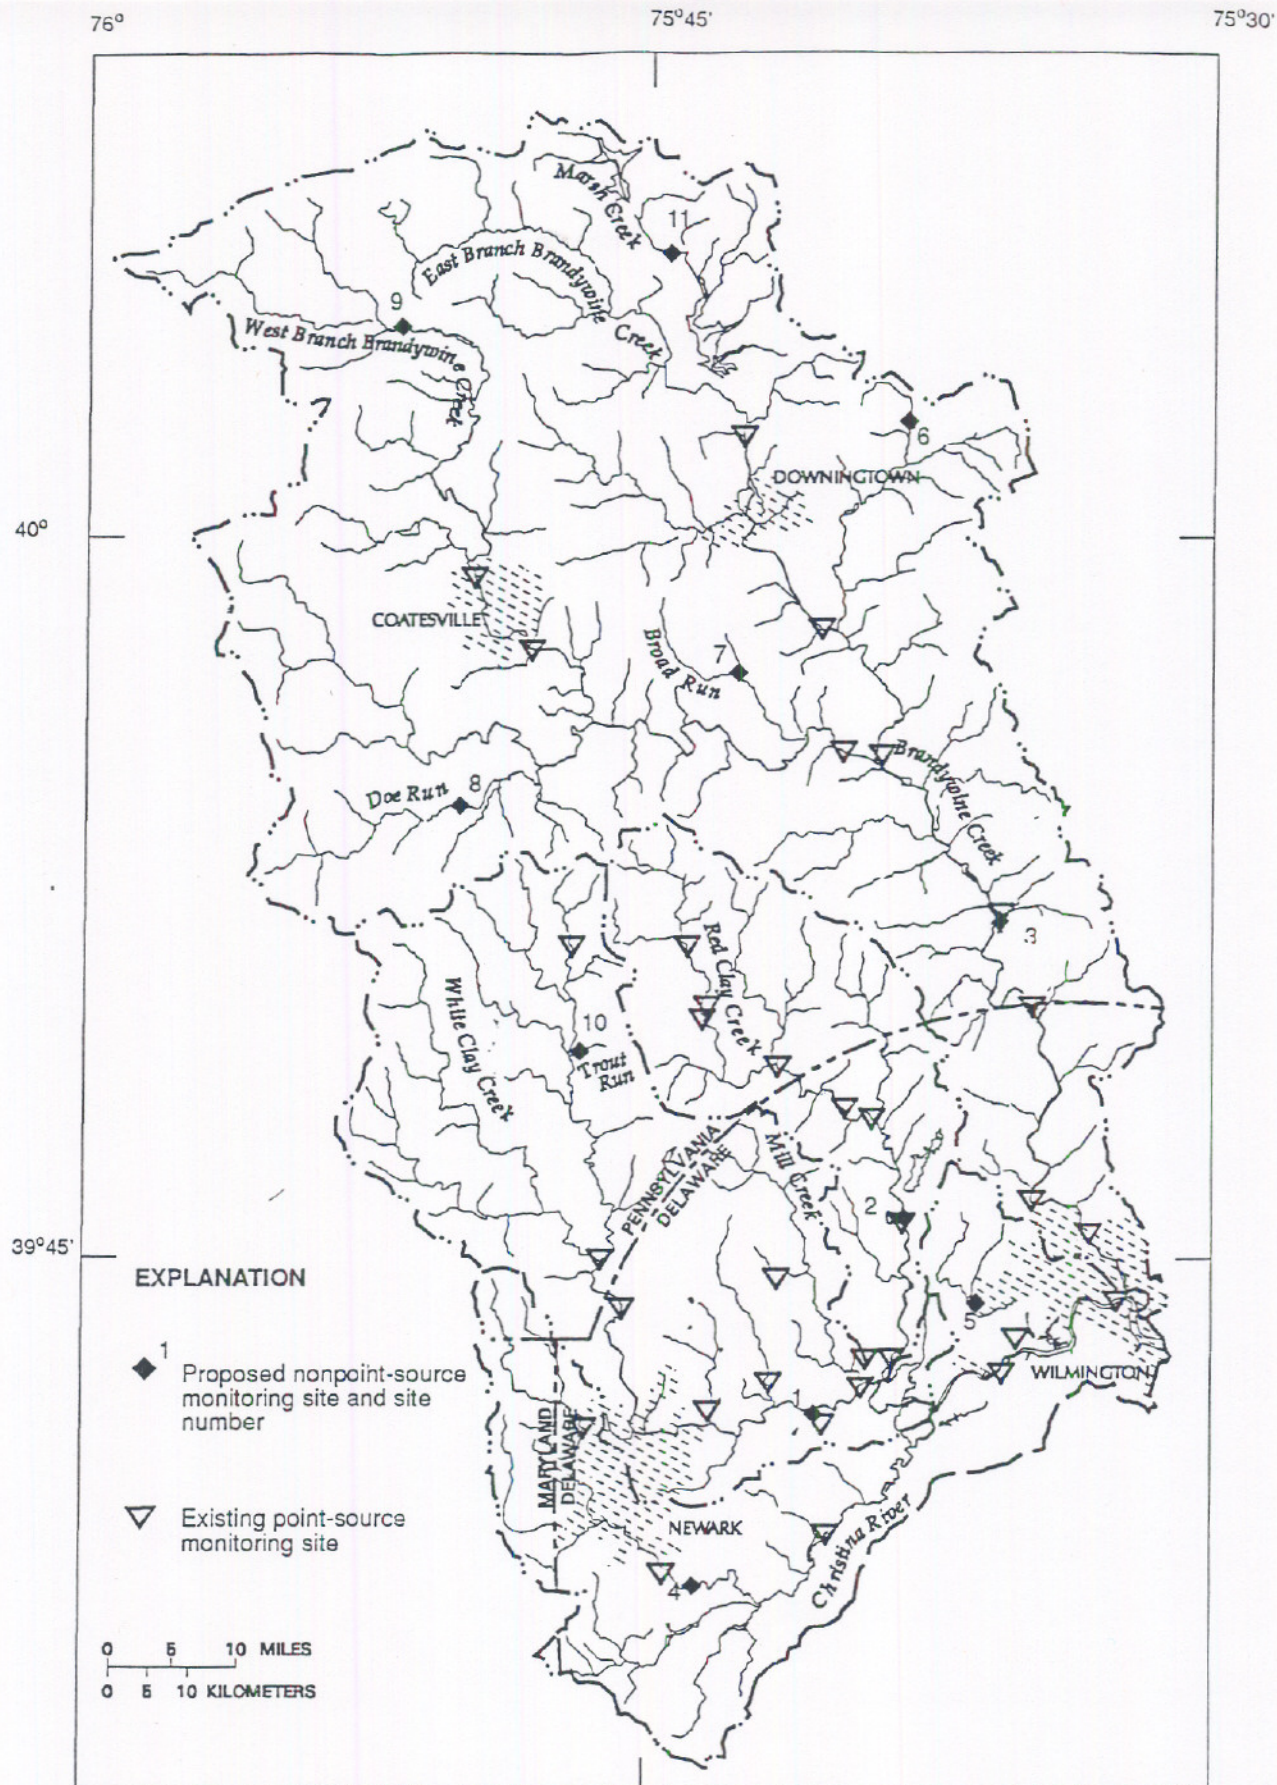 76°
75°45'
75°30'
Marsh Creek
11
East Branch Brandywine Creek
9
West Branch Brandywine Creek
6
DOWNINGTOWN
40°
COATESVILLE
Broad Run
7
Brandywine Creek
8
Doe Run
3
Red Clay Creek
White Clay Creek
10
Trout
Run
PENNSYLVANIA
DELAWARE
Mill Creek
2
39°45'
EXPLANATION
5
1
Proposed nonpoint-source
monitoring site and site
number
WILMINGTON
1
MARYLAND
DELAWARE
Existing point-source
monitoring site
NEWARK
Christina River
4
0 5 10 MILES
0 5 10 KILOMETERS